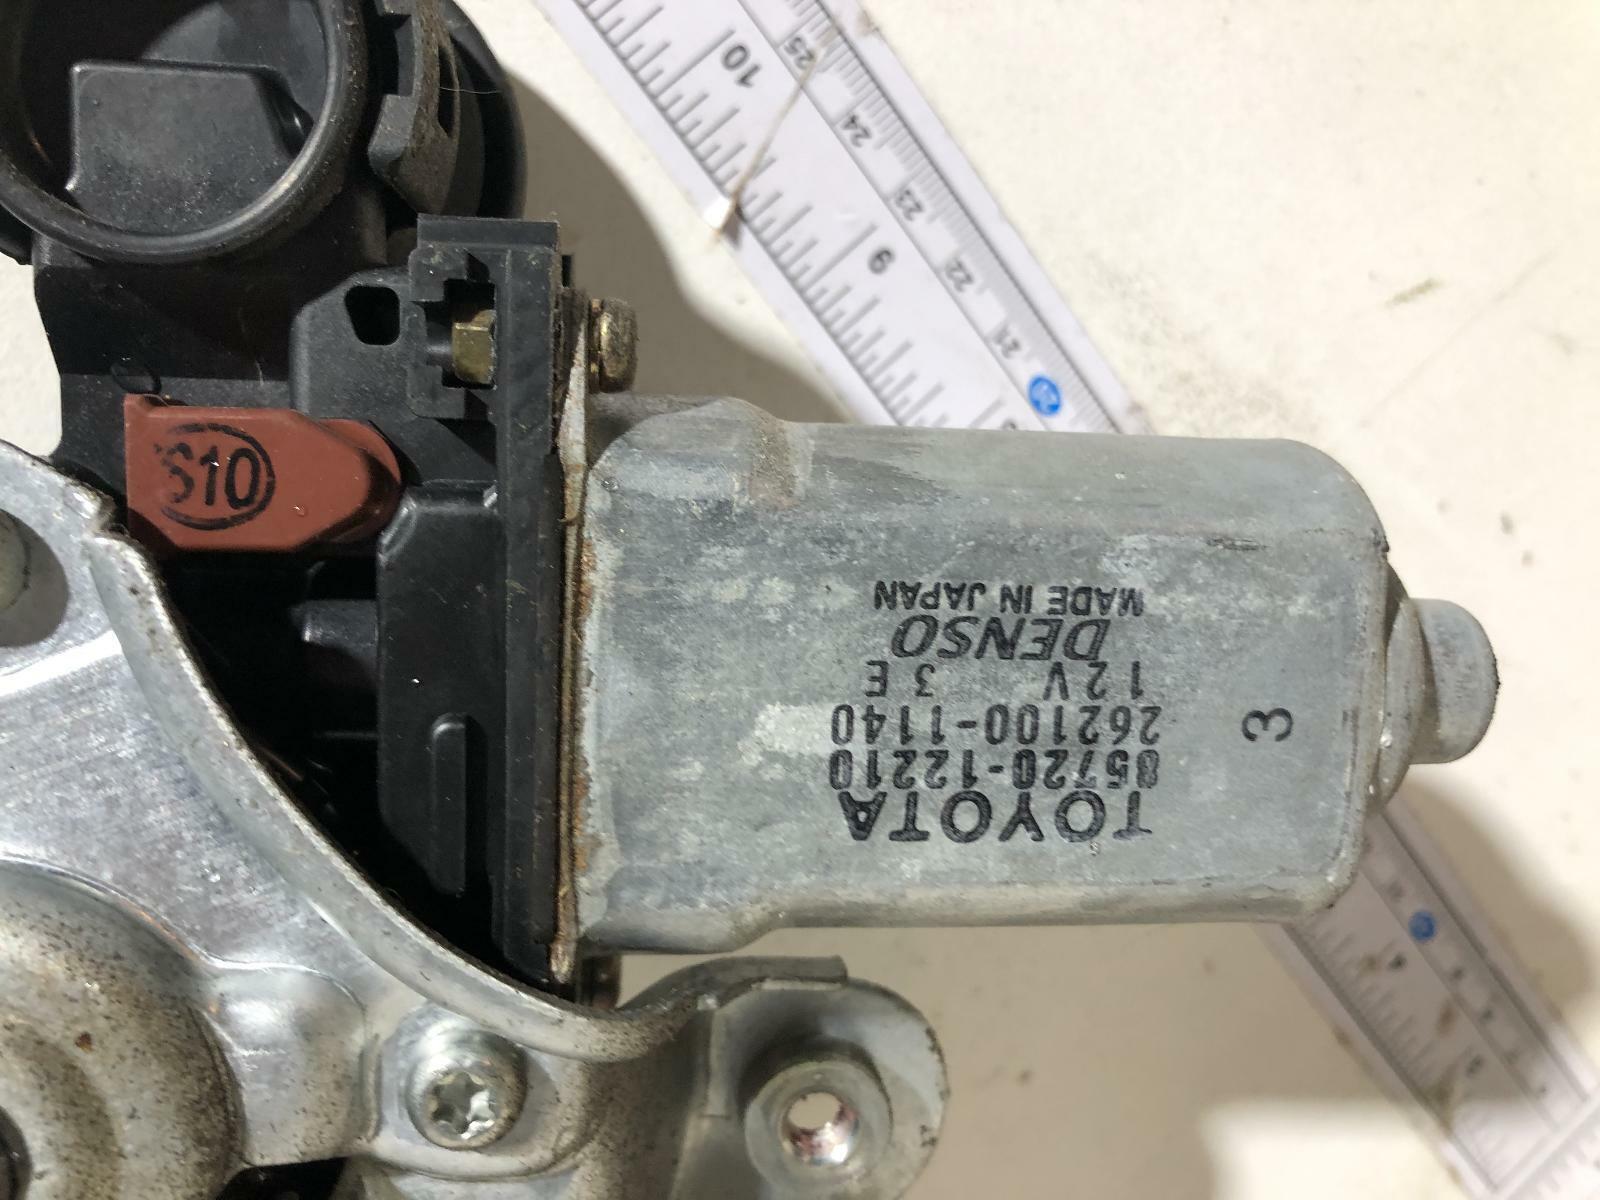 TOYOTA
85720-12210
262100-1140
12V 3E
DENSO
MADE IN JAPAN
3
S10
10
9
25
24
23
22
21